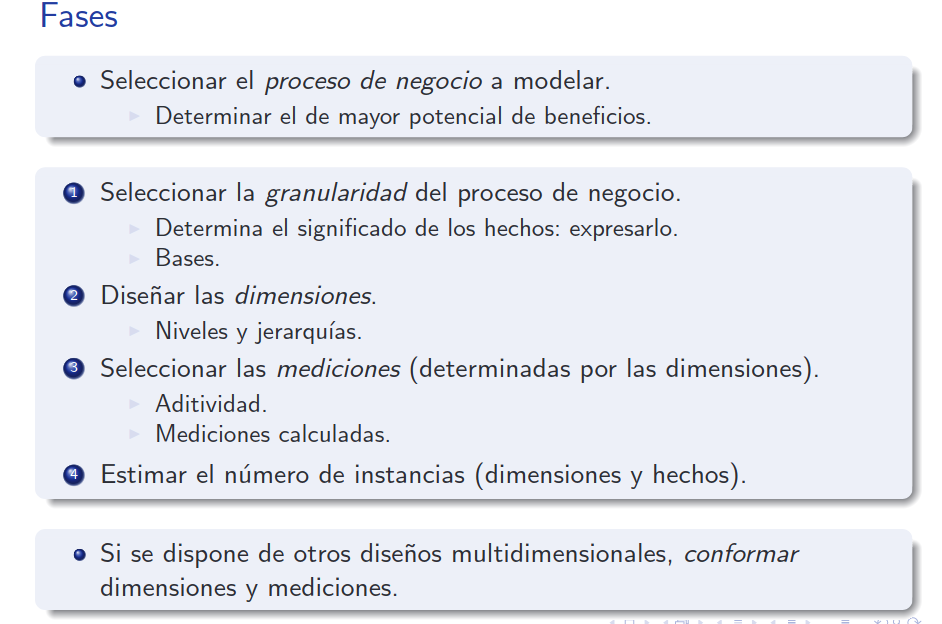 Fases
Seleccionar el proceso de negocio a modelar.
Determinar el de mayor potencial de beneficios.
1 Seleccionar la granularidad del proceso de negocio.
Determina el significado de los hechos: expresarlo.
Bases.
2 Diseñar las dimensiones.
Niveles y jerarquías.
3 Seleccionar las mediciones (determinadas por las dimensiones).
Aditividad.
Mediciones calculadas.
4 Estimar el número de instancias (dimensiones y hechos).
Si se dispone de otros diseños multidimensionales, conformar
dimensiones y mediciones.